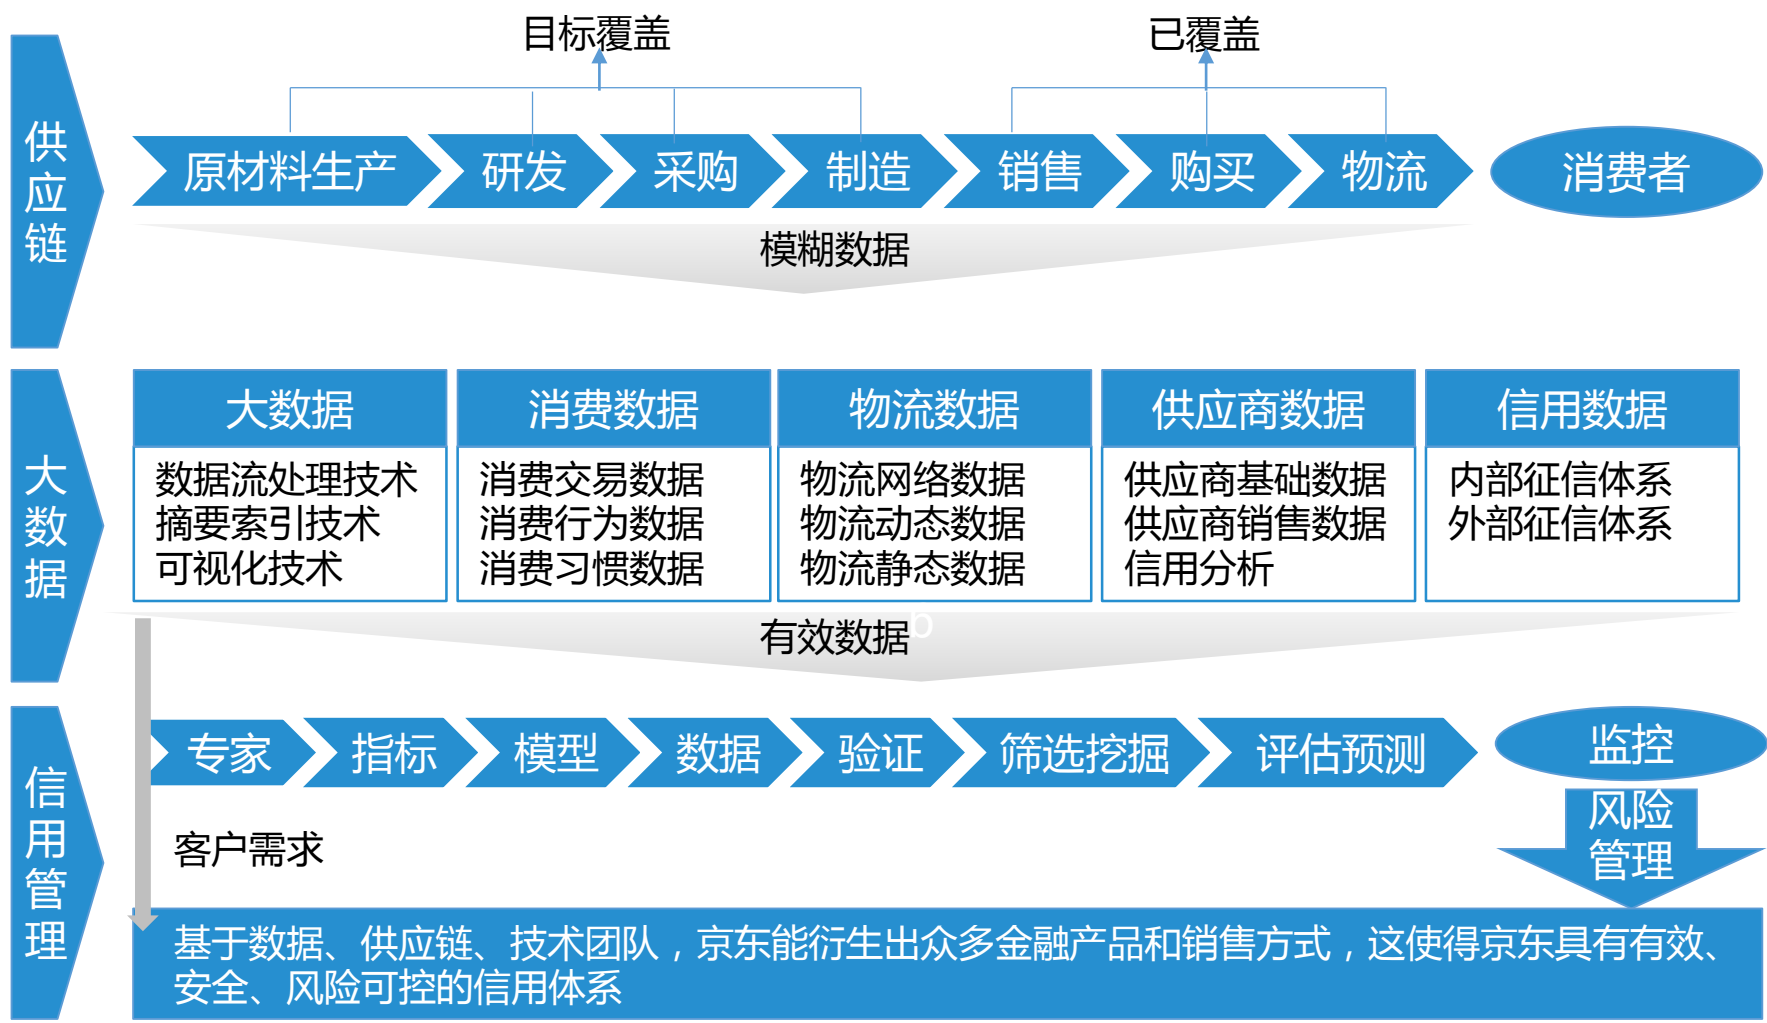 目标覆盖
已覆盖
供应链
原材料生产
研发
采购
制造
销售
购买
物流
消费者
模糊数据
大数据
大数据
消费数据
物流数据
供应商数据
信用数据
数据流处理技术
摘要索引技术
可视化技术
消费交易数据
消费行为数据
消费习惯数据
物流网络数据
物流动态数据
物流静态数据
供应商基础数据
供应商销售数据
信用分析
内部征信体系
外部征信体系
有效数据
b
信用管理
专家
指标
模型
数据
验证
筛选挖掘
评估预测
监控
风险
管理
客户需求
基于数据、供应链、技术团队，京东能衍生出众多金融产品和销售方式，这使得京东具有有效、
安全、风险可控的信用体系